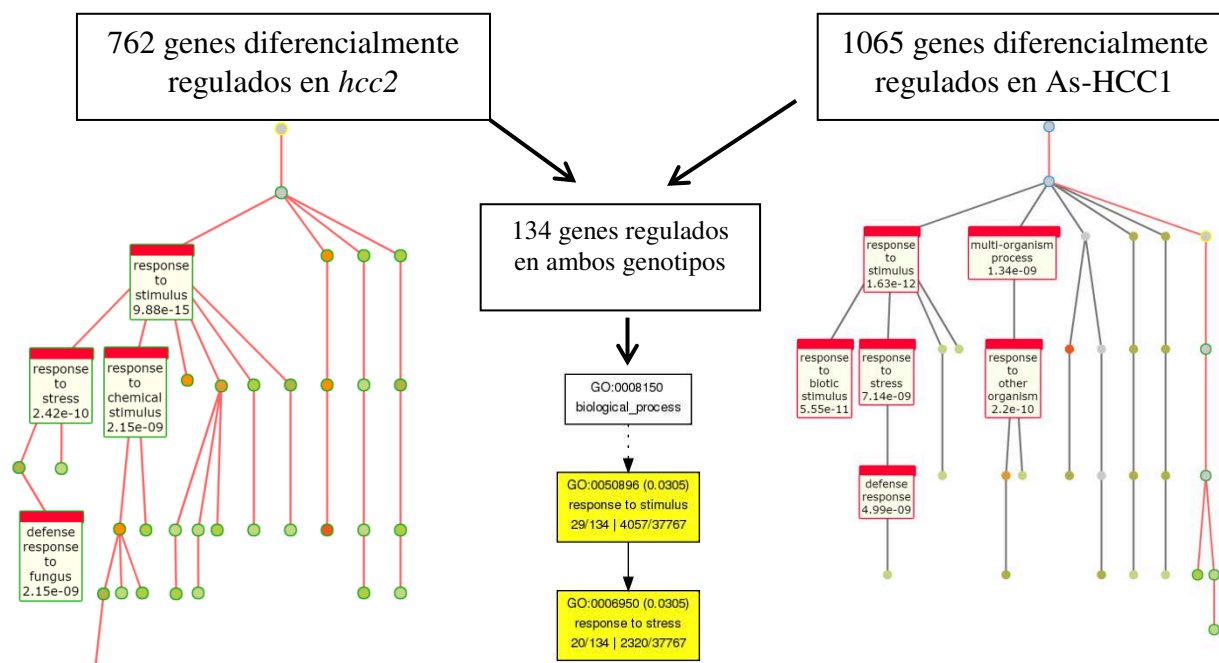 762 genes diferencialmente
regulados en hcc2
1065 genes diferencialmente
regulados en As-HCC1
134 genes regulados
en ambos genotipos
response
to
stimulus
9.88e-15
response
to
stress
2.42e-10
response
to
chemical
stimulus
2.15e-09
defense
response
to
fungus
2.15e-09
GO:0008150
biological_process
GO:0050896 (0.0305)
response to stimulus
29/134 | 4057/37767
GO:0006950 (0.0305)
response to stress
20/134 | 2320/37767
response
to
stimulus
1.63e-12
multi-organism
process
1.34e-09
response
to
biotic
stimulus
5.55e-11
response
to
stress
7.14e-09
response
to
other
organism
2.2e-10
defense
response
4.99e-09